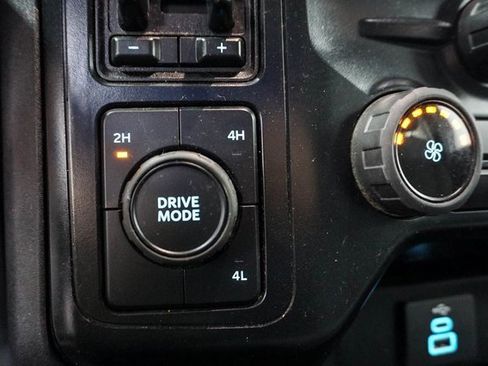 − +
2H 4H
DRIVE
MODE
4L